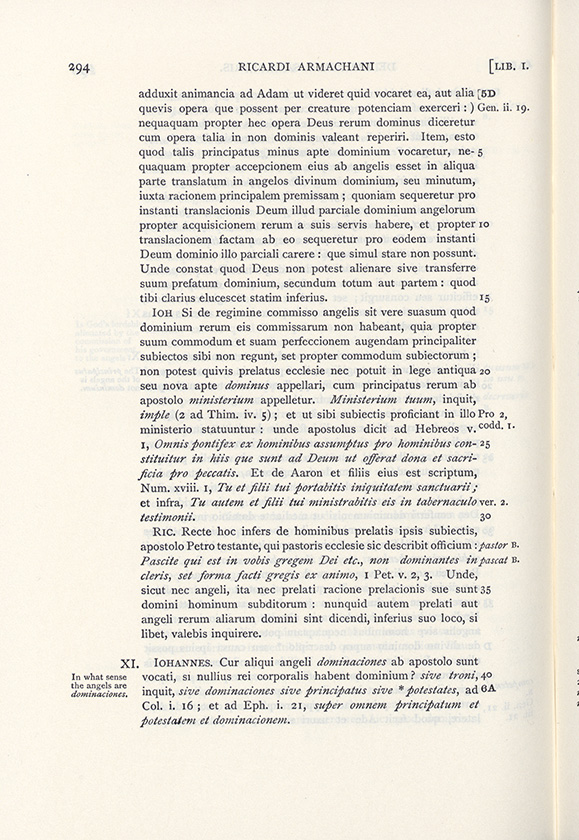 294 RICARDI ARMACHANI [LIB. I.
adduxit animancia ad Adam ut videret quid vocaret ea, aut alia [5D
quevis opera que possent per creature potenciam exerceri : ) Gen. ii. 19.
nequaquam propter hec opera Deus rerum dominus diceretur
cum opera talia in non dominis valeant reperiri. Item, esto
quod talis principatus minus apte dominium vocaretur, ne- 5
quaquam propter accepcionem eius ab angelis esset in aliqua
parte translatum in angelos divinum dominium, seu minutum,
iuxta racionem principalem premissam ; quoniam sequeretur pro
instanti translacionis Deum illud parciale dominium angelorum
propter acquisicionem rerum a suis servis habere, et propter 10
translacionem factam ab eo sequeretur pro eodem instanti
Deum dominio illo parciali carere : que simul stare non possunt.
Unde constat quod Deus non potest alienare sive transferre
suum prefatum dominium, secundum totum aut partem : quod
tibi clarius elucescet statim inferius. 15
IOH Si de regimine commisso angelis sit vere suasum quod
dominium rerum eis commissarum non habeant, quia propter
suum commodum et suam perfeccionem augendam principaliter
subiectos sibi non regunt, set propter commodum subiectorum ;
non potest quivis prelatus ecclesie nec potuit in lege antiqua 20
seu nova apte dominus appellari, cum principatus rerum ab
apostolo ministerium appelletur. Ministerium tuum, inquit,
imple (2 ad Thim. iv. 5) ; et ut sibi subiectis proficiant in illo Pro 2,
ministerio statuuntur : unde apostolus dicit ad Hebreos v. codd. 1.
1, Omnis pontifex ex hominibus assumptus pro hominibus con- 25
stituitur in hiis que sunt ad Deum ut offerat dona et sacri-
ficia pro peccatis. Et de Aaron et filiis eius est scriptum,
Num. xviii. 1, Tu et filii tui portabitis iniquitatem sanctuarii ;
et infra, Tu autem et filii tui ministrabitis eis in tabernaculo ver. 2.
testimonii. 30
RIC. Recte hoc infers de hominibus prelatis ipsis subiectis,
apostolo Petro testante, qui pastoris ecclesie sic describit officium : pastor B.
Pascite qui est in vobis gregem Dei etc., non dominantes in pascat B.
cleris, set forma facti gregis ex animo, 1 Pet. v. 2, 3. Unde,
sicut nec angeli, ita nec prelati racione prelacionis sue sunt 35
domini hominum subditorum : nunquid autem prelati aut
angeli rerum aliarum domini sint dicendi, inferius suo loco, si
libet, valebis inquirere.
XI. IOHANNES. Cur aliqui angeli dominaciones ab apostolo sunt
In what sense
the angels are
dominaciones.
vocati, si nullius rei corporalis habent dominium ? sive troni, 40
inquit, sive dominaciones sive principatus sive * potestates, ad 6A
Col. i. 16 ; et ad Eph. i. 21, super omnem principatum et
potestatem et dominacionem.